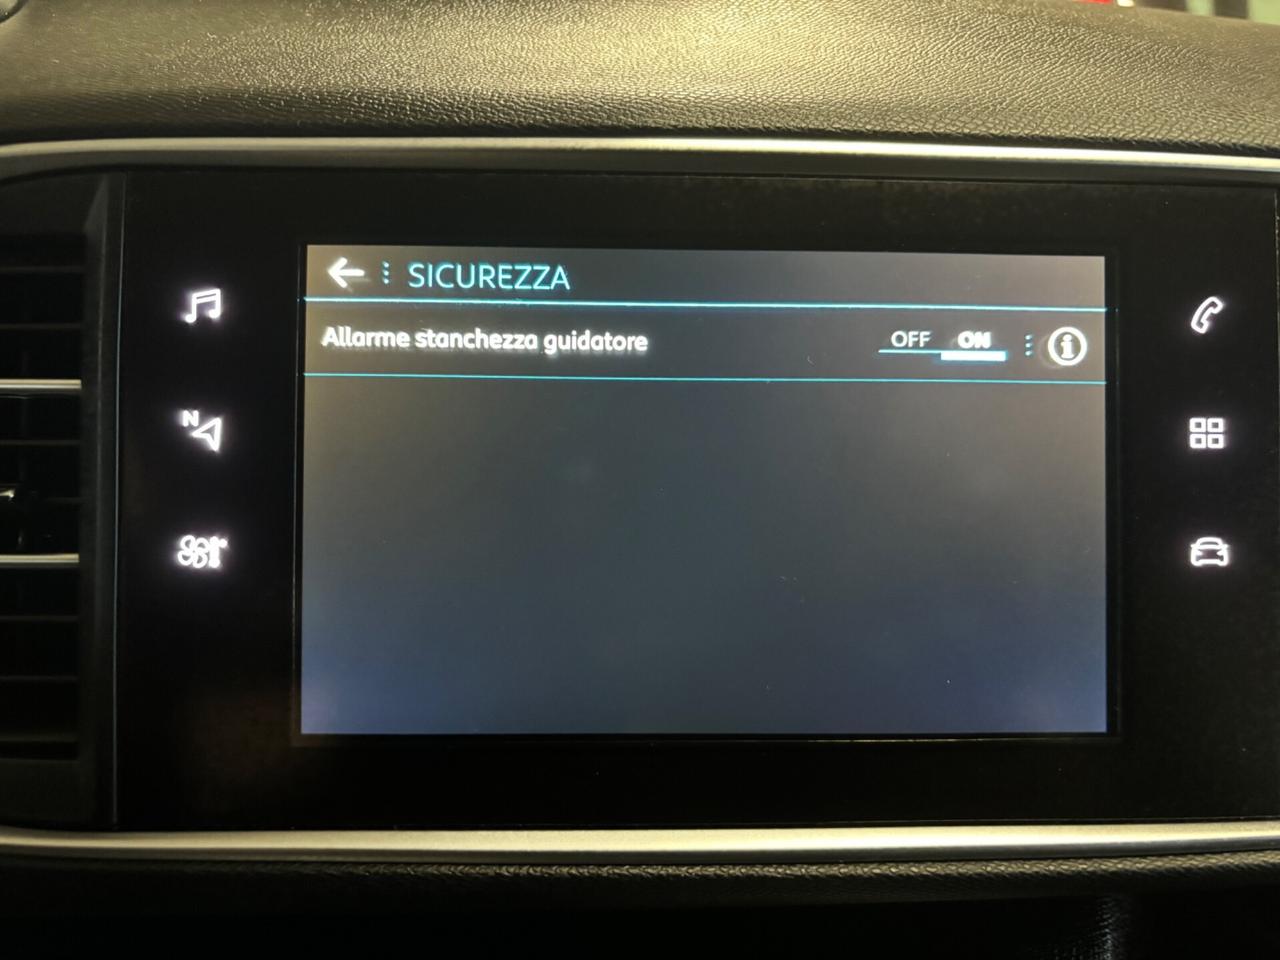 SICUREZZA
Allarme stanchezza guidatore OFF ON i
N